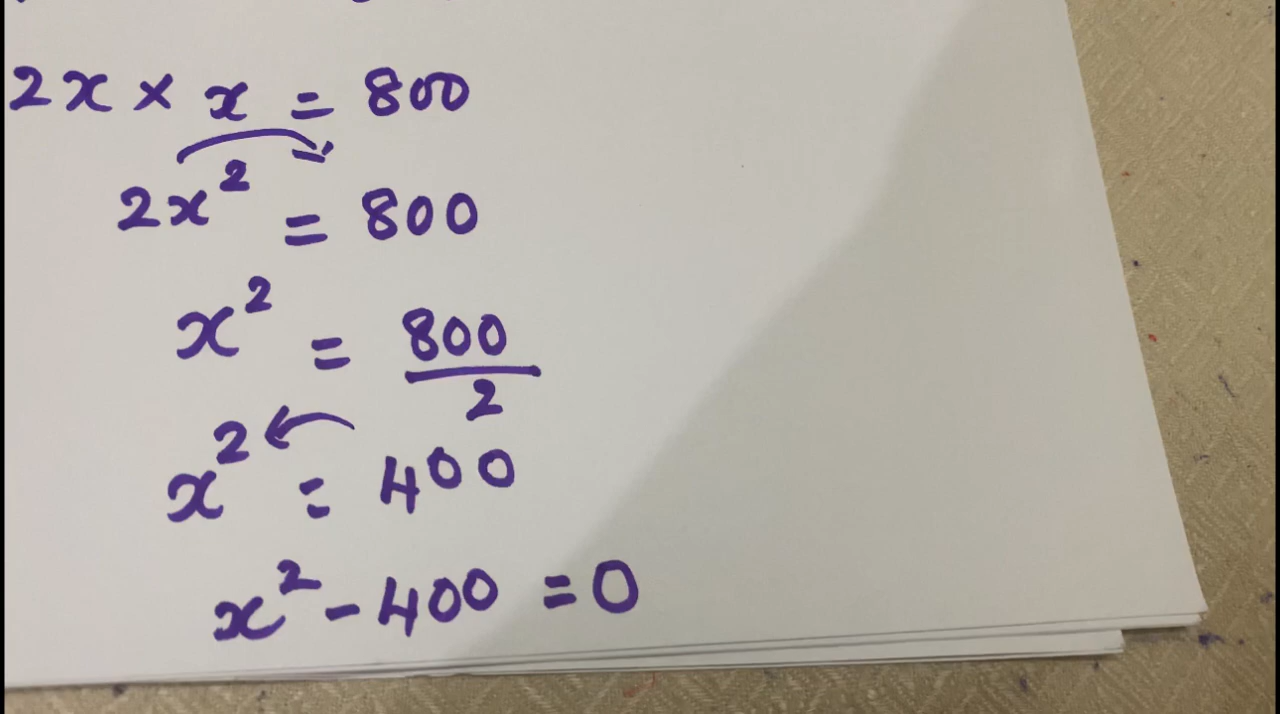 2x × x = 800
2x² = 800
x² = 800/2
x² = 400
x² - 400 = 0